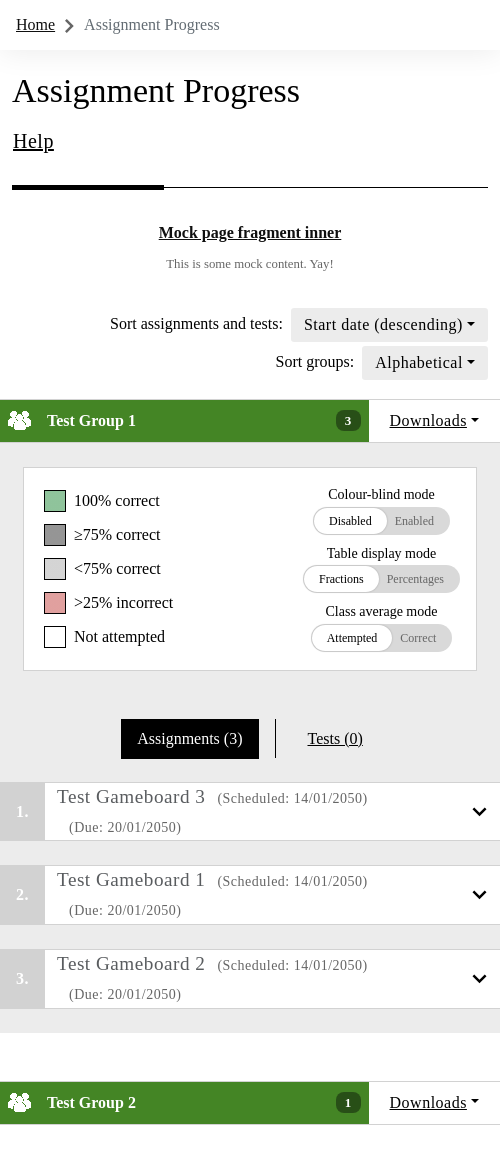 Home Assignment Progress
Assignment Progress
Help
Mock page fragment inner
This is some mock content. Yay!
Sort assignments and tests: Start date (descending)
Sort groups: Alphabetical
Test Group 1 3 Downloads
100% correct
≥75% correct
<75% correct
>25% incorrect
Not attempted
Colour-blind mode
Disabled Enabled
Table display mode
Fractions Percentages
Class average mode
Attempted Correct
Assignments (3) Tests (0)
1. Test Gameboard 3 (Scheduled: 14/01/2050)
(Due: 20/01/2050)
2. Test Gameboard 1 (Scheduled: 14/01/2050)
(Due: 20/01/2050)
3. Test Gameboard 2 (Scheduled: 14/01/2050)
(Due: 20/01/2050)
Test Group 2 1 Downloads